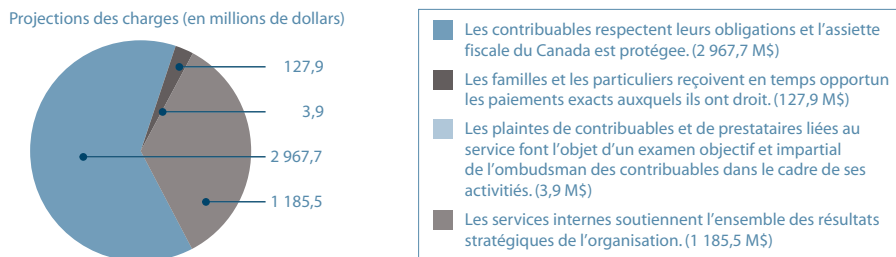 Projections des charges (en millions de dollars)
127,9
3,9
2 967,7
1 185,5
Les contribuables respectent leurs obligations et l'assiette
fiscale du Canada est protégee. (2 967,7 M$)
Les familles et les particuliers reçoivent en temps opportun
les paiements exacts auxquels ils ont droit. (127,9 M$)
Les plaintes de contribuables et de prestataires liées au
service font l'objet d'un examen objectif et impartial
de l'ombudsman des contribuables dans le cadre de ses
activitiés. (3,9 M$)
Les services internes soutiennent l'ensemble des résultats
stratégiques de l'organisation. (1 185,5 M$)